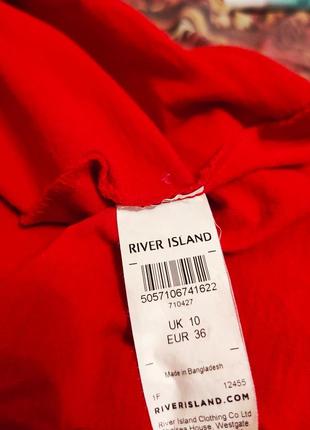 RIVER ISLAND
5057106741622
710427
UK 10
EUR 36
Made in Bangladesh
1F 12455
RIVERISLAND.COM
River Island Clothing Co Ltd
House, Westgate